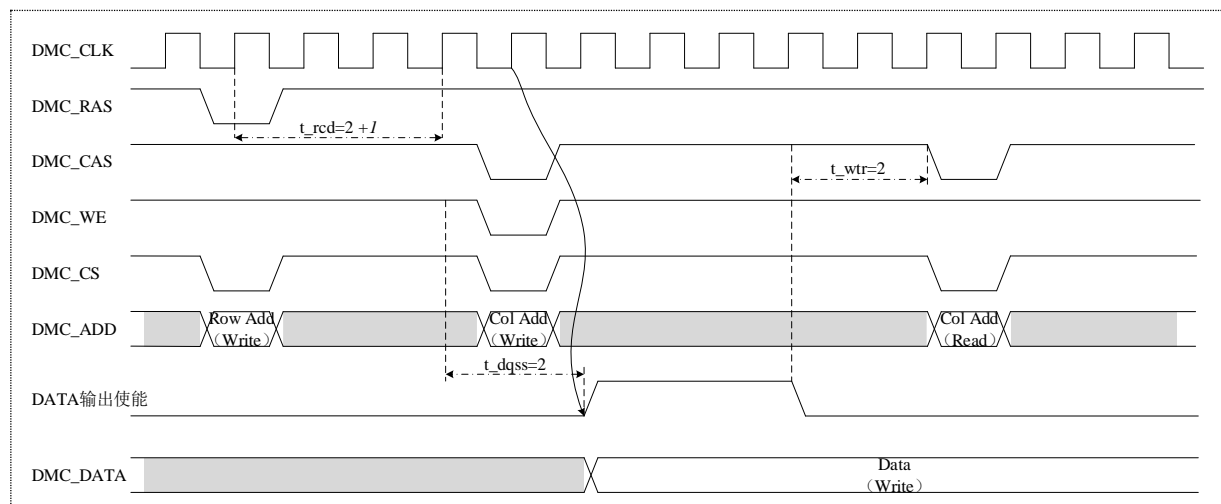 DMC_CLK
DMC_RAS
t_rcd=2 +1
DMC_CAS
t_wtr=2
DMC_WE
DMC_CS
DMC_ADD
Row Add
（Write）
Col Add
（Write）
Col Add
（Read）
t_dqss=2
DATA输出使能
DMC_DATA
Data
（Write）